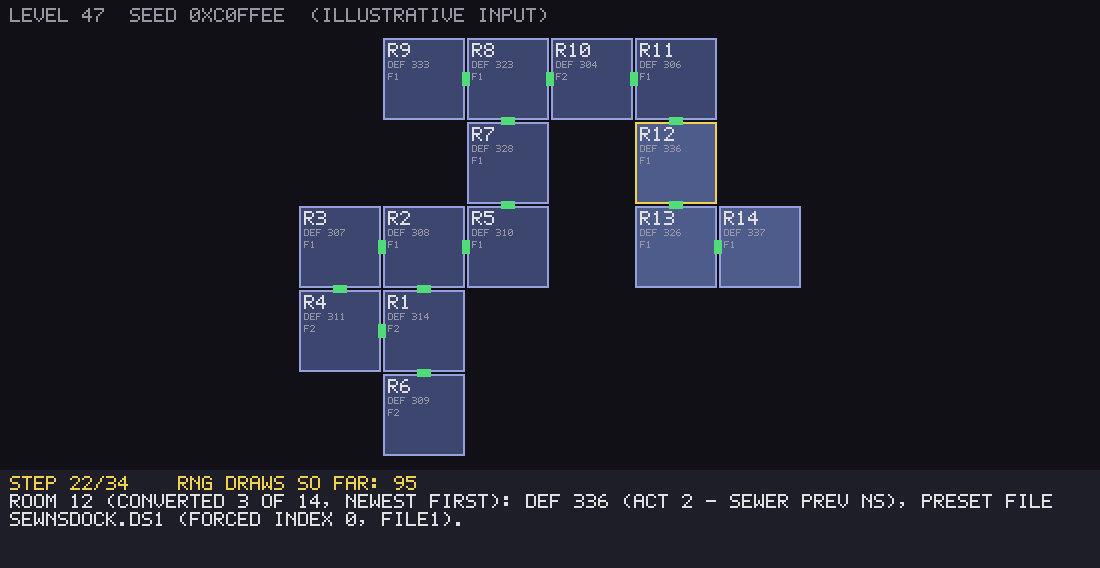 LEVEL 47  SEED 0XC0FFEE  (ILLUSTRATIVE INPUT)
R9
DEF 333
F1
R8
DEF 323
F1
R10
DEF 304
F2
R11
DEF 306
F1
R7
DEF 328
F1
R12
DEF 336
F1
R3
DEF 307
F1
R2
DEF 308
F1
R5
DEF 310
F1
R13
DEF 326
F1
R14
DEF 337
F1
R4
DEF 311
F2
R1
DEF 314
F2
R6
DEF 309
F2
STEP 22/34    RNG DRAWS SO FAR: 95
ROOM 12 (CONVERTED 3 OF 14, NEWEST FIRST): DEF 336 (ACT 2 - SEWER PREV NS), PRESET FILE
SEWNSDOCK.DS1 (FORCED INDEX 0, FILE1).